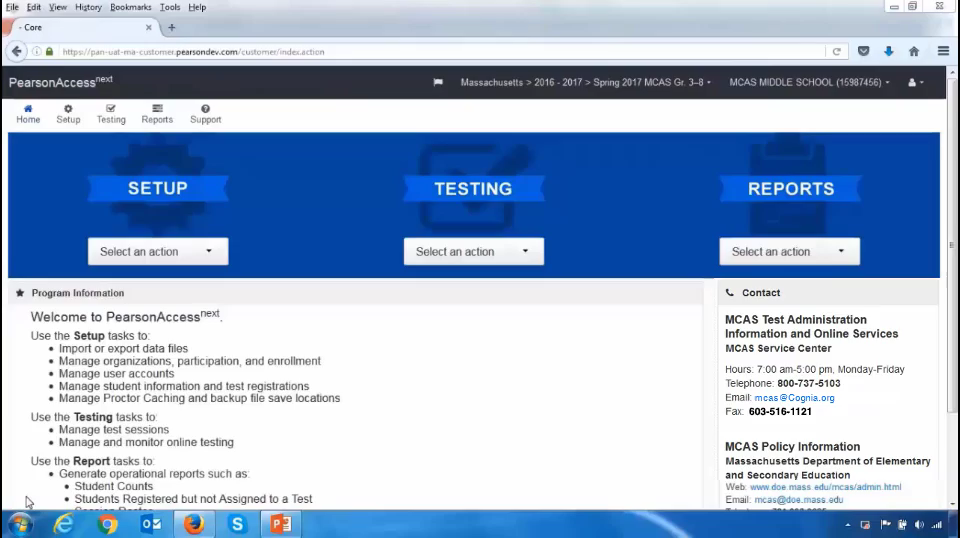 File Edit View History Bookmarks Tools Help
- Core
https://pan-uat-ma-customer.pearsondev.com/customer/index.action
PearsonAccessnext
Massachusetts > 2016 - 2017 > Spring 2017 MCAS Gr. 3–8
MCAS MIDDLE SCHOOL (15987456)
Home Setup Testing Reports Support
SETUP TESTING REPORTS
Select an action Select an action Select an action
Program Information
Welcome to PearsonAccessnext.
Use the Setup tasks to:
• Import or export data files
• Manage organizations, participation, and enrollment
• Manage user accounts
• Manage student information and test registrations
• Manage Proctor Caching and backup file save locations
Use the Testing tasks to:
• Manage test sessions
• Manage and monitor online testing
Use the Report tasks to:
• Generate operational reports such as:
• Student Counts
• Students Registered but not Assigned to a Test
Contact
MCAS Test Administration
Information and Online Services
MCAS Service Center
Hours: 7:00 am-5:00 pm, Monday-Friday
Telephone: 800-737-5103
Email: mcas@Cognia.org
Fax: 603-516-1121
MCAS Policy Information
Massachusetts Department of Elementary
and Secondary Education
Web: www.doe.mass.edu/mcas/admin.html
Email: mcas@doe.mass.edu